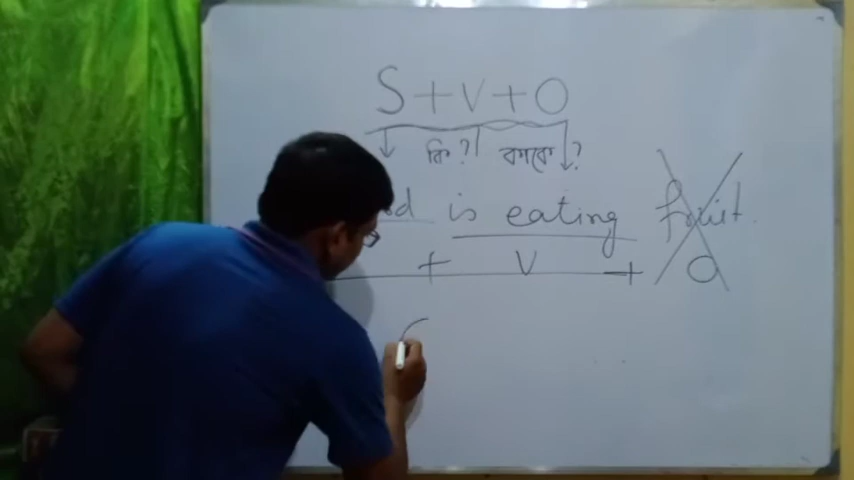 S + V + O
কি? কাকে?
is eating fruit.
+ V + O